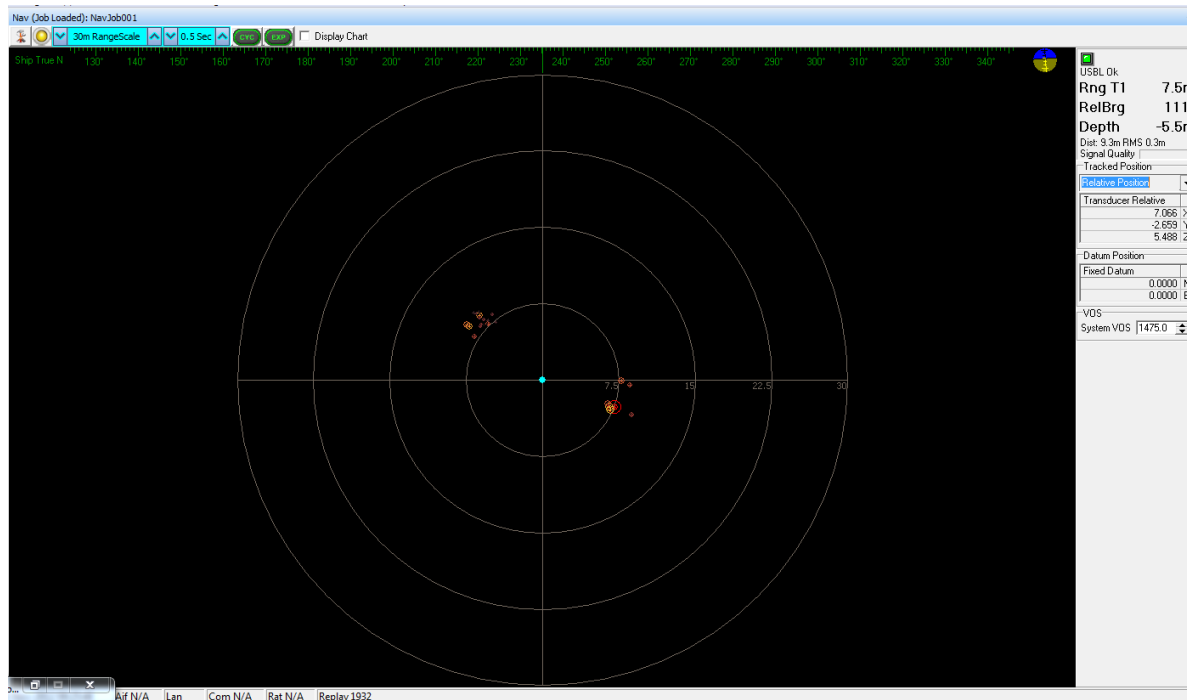 Nav (Job Loaded): NavJob001
30m RangeScale 0.5 Sec CYC EXP Display Chart
Ship True N 130° 140° 150° 160° 170° 180° 190° 200° 210° 220° 230° 240° 250° 260° 270° 280° 290° 300° 310° 320° 330° 340°
USBL Ok
Rng T1 7.5m
RelBrg 111
Depth -5.5m
Dist: 9.3m RMS 0.3m
Signal Quality
Tracked Position
Relative Position
Transducer Relative
7.066 X
-2.659 Y
5.488 Z
Datum Position
Fixed Datum
0.0000 N
0.0000 E
VOS
System VOS 1475.0
7.5 15 22.5 30
Aif N/A Lan Com N/A Rat N/A Replay 1932